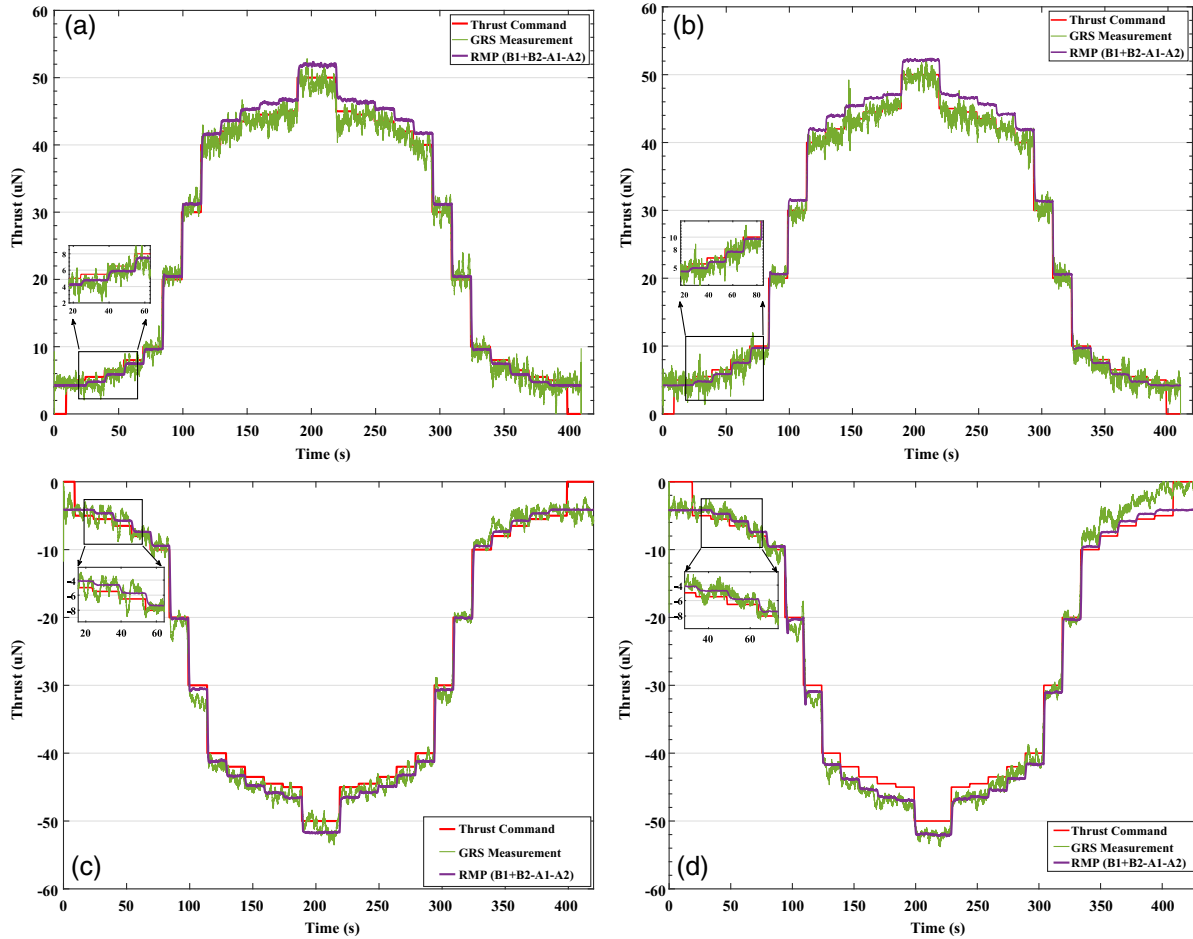 (a)
Thrust Command
GRS Measurement
RMP (B1+B2-A1-A2)
60
50
40
30
20
10
0
Thrust (uN)
8
6
4
2
20 40 60
0 50 100 150 200 250 300 350 400
Time (s)
(b)
Thrust Command
GRS Measurement
RMP (B1+B2-A1-A2)
60
50
40
30
20
10
0
Thrust (uN)
10
8
5
20 40 60 80
0 50 100 150 200 250 300 350 400
Time (s)
0
-10
-20
-30
-40
-50
-60
Thrust (uN)
-4
-6
-8
20 40 60
(c)
Thrust Command
GRS Measurement
RMP (B1+B2-A1-A2)
0 50 100 150 200 250 300 350 400
Time (s)
0
-10
-20
-30
-40
-50
-60
Thrust (uN)
-4
-6
-8
40 60
(d)
Thrust Command
GRS Measurement
RMP (B1+B2-A1-A2)
0 50 100 150 200 250 300 350 400
Time (s)